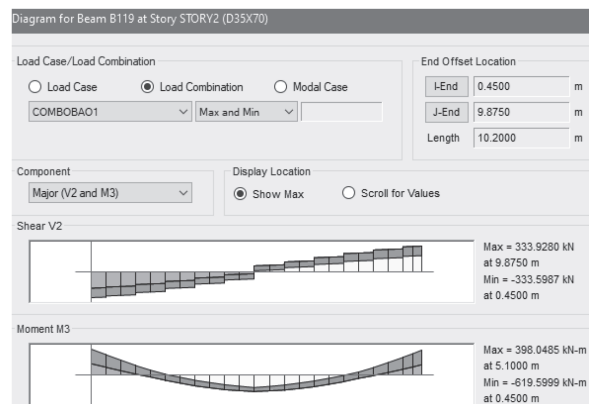 Diagram for Beam B119 at Story STORY2 (D35X70)
Load Case/Load Combination
Load Case
Load Combination
Modal Case
COMBOBAO1
Max and Min
End Offset Location
I-End 0.4500 m
J-End 9.8750 m
Length 10.2000 m
Component
Major (V2 and M3)
Display Location
Show Max
Scroll for Values
Shear V2
Max = 333.9280 kN
at 9.8750 m
Min = -333.5987 kN
at 0.4500 m
Moment M3
Max = 398.0485 kN-m
at 5.1000 m
Min = -619.5999 kN-m
at 0.4500 m